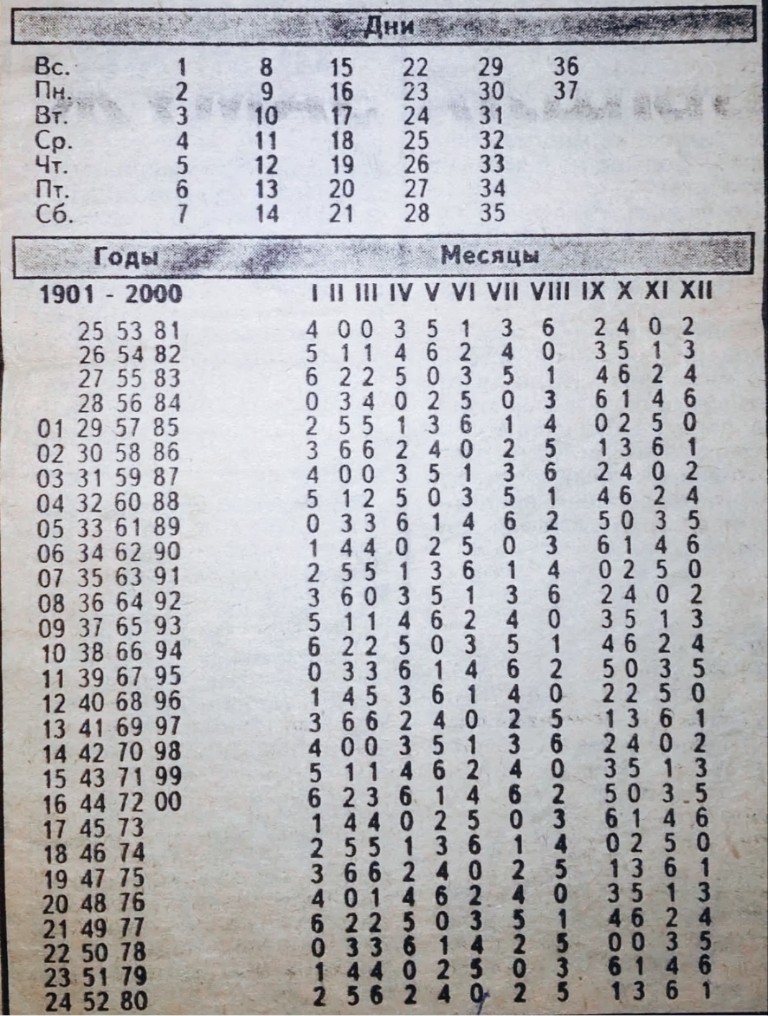 Дни
Вс. 1 8 15 22 29 36
Пн. 2 9 16 23 30 37
Вт. 3 10 17 24 31
Ср. 4 11 18 25 32
Чт. 5 12 19 26 33
Пт. 6 13 20 27 34
Сб. 7 14 21 28 35
Годы Месяцы
1901 - 2000 I II III IV V VI VII VIII IX X XI XII
25 53 81 4 0 0 3 5 1 3 6 2 4 0 2
26 54 82 5 1 1 4 6 2 4 0 3 5 1 3
27 55 83 6 2 2 5 0 3 5 1 4 6 2 4
28 56 84 0 3 4 0 2 5 0 3 6 1 4 6
01 29 57 85 2 5 5 1 3 6 1 4 0 2 5 0
02 30 58 86 3 6 6 2 4 0 2 5 1 3 6 1
03 31 59 87 4 0 0 3 5 1 3 6 2 4 0 2
04 32 60 88 5 1 2 5 0 3 5 1 4 6 2 4
05 33 61 89 0 3 3 6 1 4 6 2 5 0 3 5
06 34 62 90 1 4 4 0 2 5 0 3 6 1 4 6
07 35 63 91 2 5 5 1 3 6 1 4 0 2 5 0
08 36 64 92 3 6 0 3 5 1 3 6 2 4 0 2
09 37 65 93 5 1 1 4 6 2 4 0 3 5 1 3
10 38 66 94 6 2 2 5 0 3 5 1 4 6 2 4
11 39 67 95 0 3 3 6 1 4 6 2 5 0 3 5
12 40 68 96 1 4 5 3 6 1 4 0 2 2 5 0
13 41 69 97 3 6 6 2 4 0 2 5 1 3 6 1
14 42 70 98 4 0 0 3 5 1 3 6 2 4 0 2
15 43 71 99 5 1 1 4 6 2 4 0 3 5 1 3
16 44 72 00 6 2 3 6 1 4 6 2 5 0 3 5
17 45 73 1 4 4 0 2 5 0 3 6 1 4 6
18 46 74 2 5 5 1 3 6 1 4 0 2 5 0
19 47 75 3 6 6 2 4 0 2 5 1 3 6 1
20 48 76 4 0 1 4 6 2 4 0 3 5 1 3
21 49 77 6 2 2 5 0 3 5 1 4 6 2 4
22 50 78 0 3 3 6 1 4 2 5 0 0 3 5
23 51 79 1 4 4 0 2 5 0 3 6 1 4 6
24 52 80 2 5 6 2 4 0 2 5 1 3 6 1